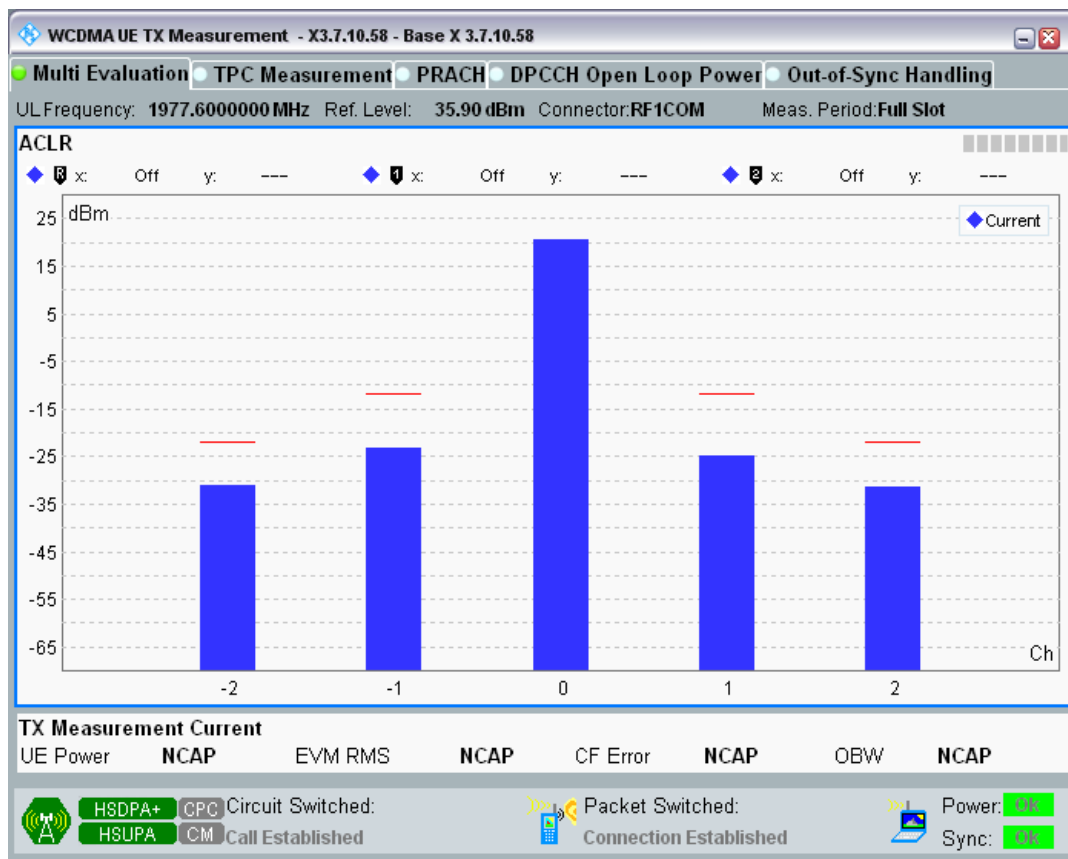 WCDMA UE TX Measurement - X3.7.10.58 - Base X 3.7.10.58
Multi Evaluation TPC Measurement PRACH DPCCH Open Loop Power Out-of-Sync Handling
UL Frequency: 1977.6000000 MHz Ref. Level: 35.90 dBm Connector:RF1COM Meas. Period:Full Slot
ACLR
R x: Off y: --- 1 x: Off y: --- 2 x: Off y: ---
dBm
Current
25
15
5
-5
-15
-25
-35
-45
-55
-65
Ch
-2 -1 0 1 2
TX Measurement Current
UE Power NCAP EVM RMS NCAP CF Error NCAP OBW NCAP
HSDPA+ CPC Circuit Switched: Packet Switched: Power: OK
HSUPA CM Call Established Connection Established Sync: OK